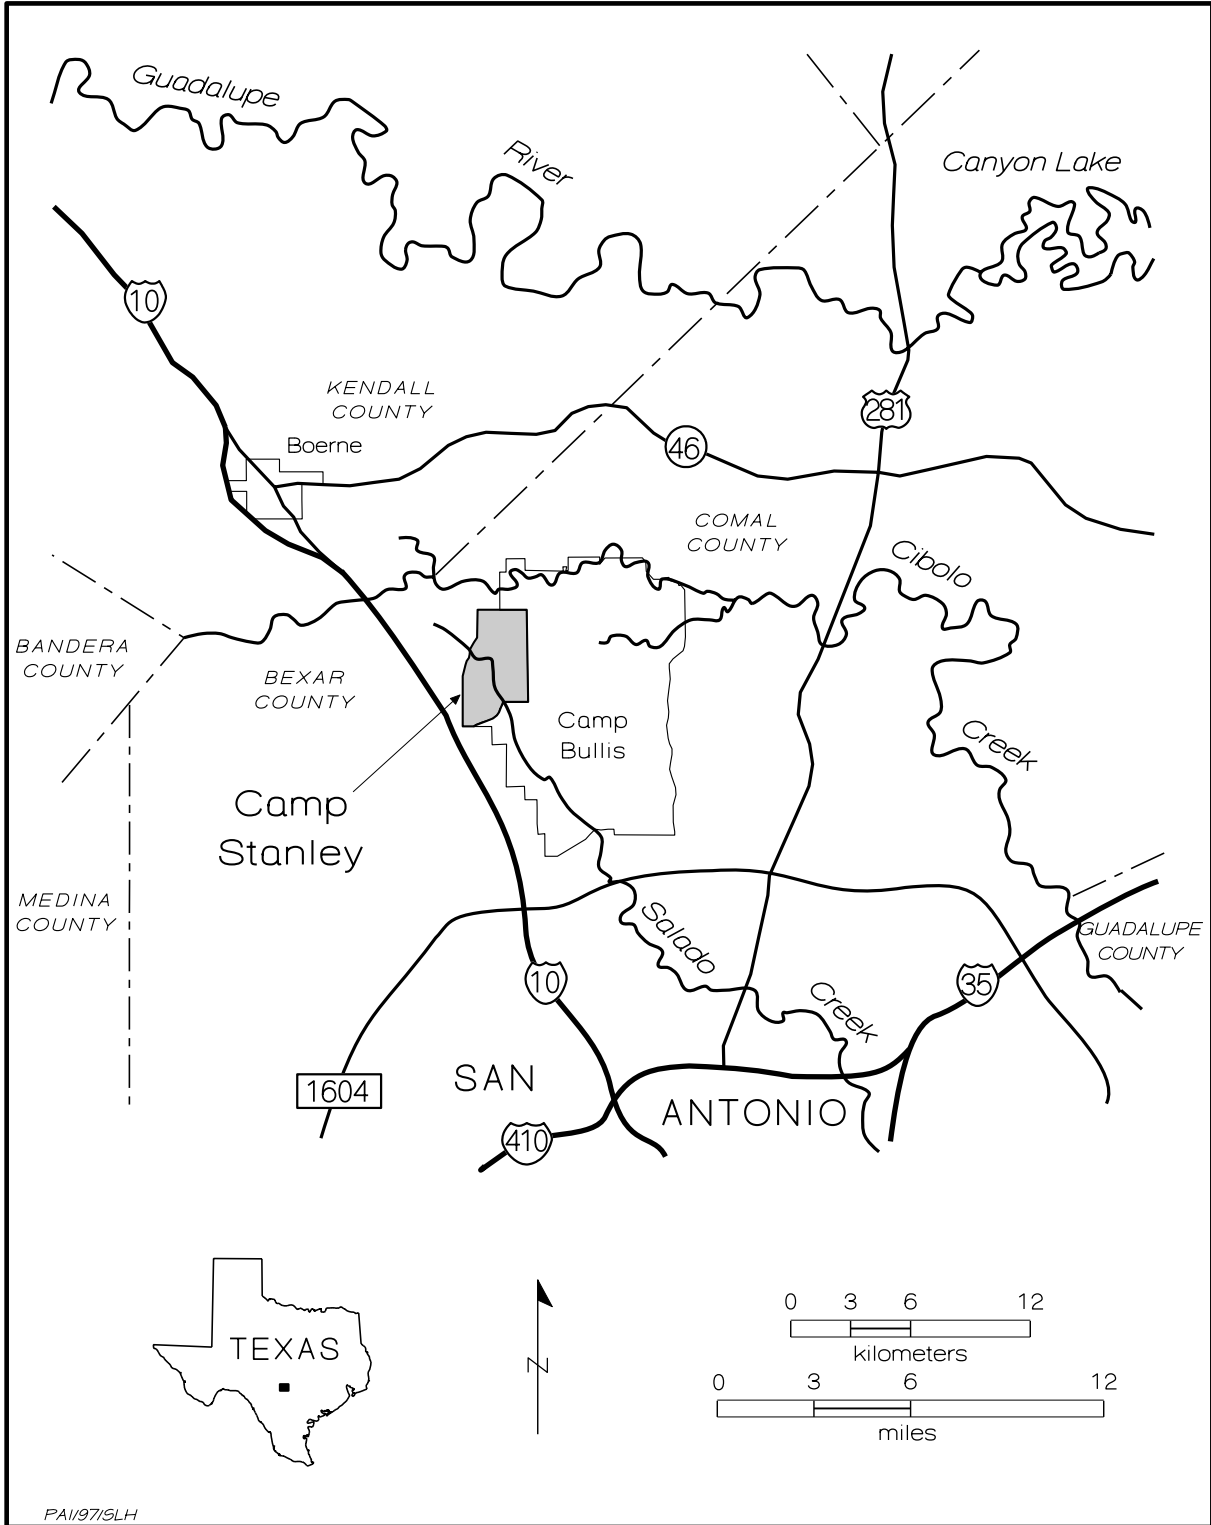 Guadalupe
River
Canyon Lake
10
KENDALL
COUNTY
281
Boerne
46
COMAL
COUNTY
Cibolo
BANDERA
COUNTY
BEXAR
COUNTY
Camp
Bullis
Creek
Camp
Stanley
MEDINA
COUNTY
Salado
GUADALUPE
COUNTY
10
35
Creek
SAN
1604
ANTONIO
410
TEXAS
N
0 3 6 12
kilometers
0 3 6 12
miles
PAI/97/SLH